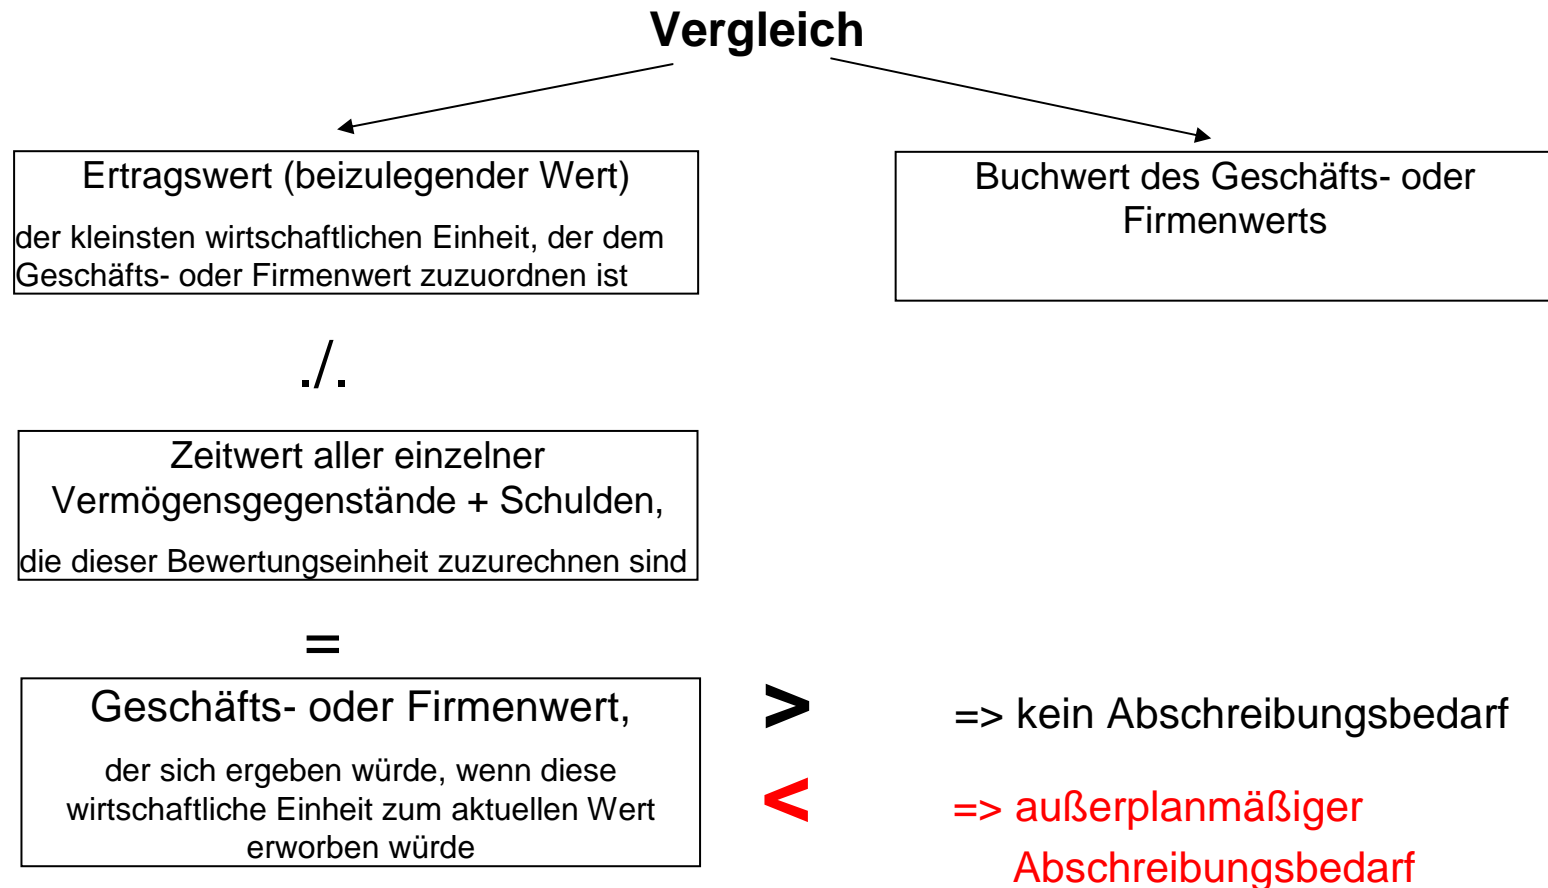 Vergleich
Ertragswert (beizulegender Wert)
der kleinsten wirtschaftlichen Einheit, der dem
Geschäfts- oder Firmenwert zuzuordnen ist
Buchwert des Geschäfts- oder
Firmenwerts
./.
Zeitwert aller einzelner
Vermögensgegenstände + Schulden,
die dieser Bewertungseinheit zuzurechnen sind
=
Geschäfts- oder Firmenwert,
der sich ergeben würde, wenn diese
wirtschaftliche Einheit zum aktuellen Wert
erworben würde
> => kein Abschreibungsbedarf
< => außerplanmäßiger
Abschreibungsbedarf